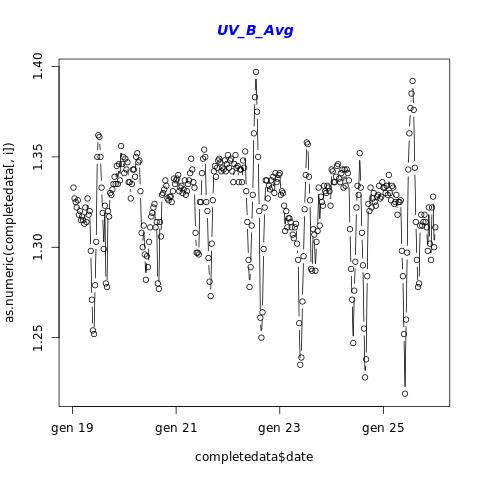 UV_B_Avg
as.numeric(completedata[, i])
1.40
1.35
1.30
1.25
gen 19
gen 21
gen 23
gen 25
completedata$date